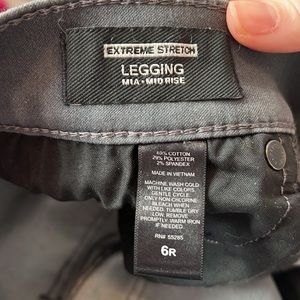 EXTREME STRETCH
LEGGING
MIA - MID RISE
69% COTTON
29% POLYESTER
2% SPANDEX
MADE IN VIETNAM
MACHINE WASH COLD
WITH LIKE COLORS
GENTLE CYCLE
ONLY NON-CHLORINE
BLEACH WHEN
NEEDED. TUMBLE DRY
LOW, REMOVE
PROMPTLY. WARM IRON
IF NEEDED.
RN# 55285
6R